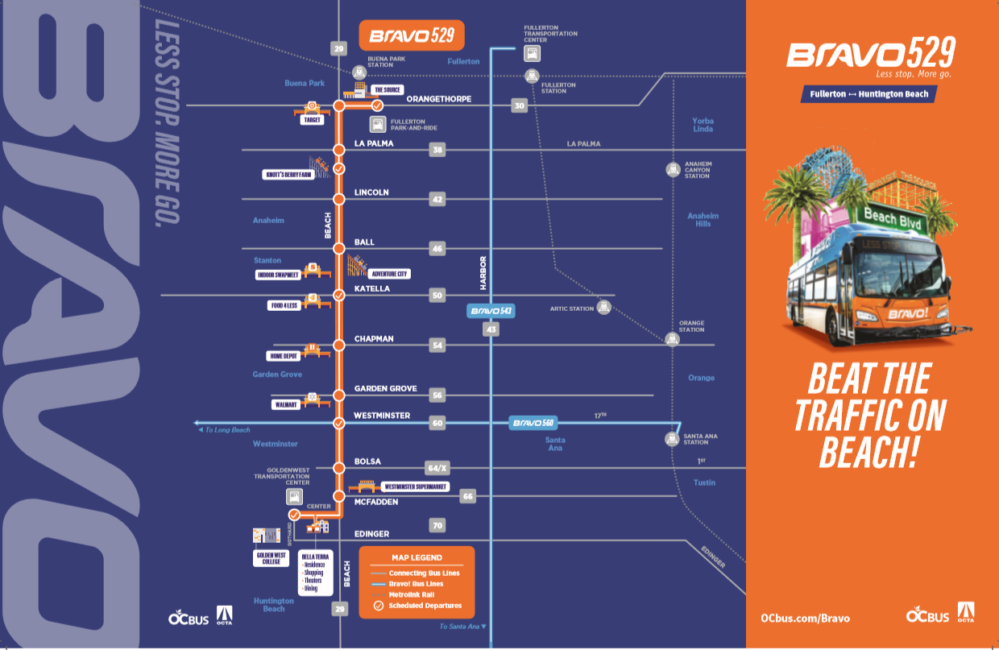 BRAVO
LESS STOP. MORE GO.
BRAVO 529
29
FULLERTON
TRANSPORTATION
CENTER
BUENA PARK
STATION
Fullerton
Buena Park
THE SOURCE
FULLERTON
STATION
TARGET
ORANGETHORPE
30
FULLERTON
PARK-AND-RIDE
Yorba
Linda
LA PALMA
38
LA PALMA
KNOTT'S BERRY FARM
ANAHEIM
CANYON
STATION
LINCOLN
42
Anaheim
BEACH
Anaheim
Hills
BALL
46
Stanton
INDOOR SWAPMEET
ADVENTURE CITY
HARBOR
KATELLA
50
FOOD 4 LESS
ARTIC STATION
BRAVO 543
43
ORANGE
STATION
CHAPMAN
54
HOME DEPOT
Garden Grove
Orange
GARDEN GROVE
56
WALMART
WESTMINSTER
60
BRAVO 560
17TH
To Long Beach
Westminster
Santa
Ana
SANTA ANA
STATION
BOLSA
64/X
1ST
GOLDENWEST
TRANSPORTATION
CENTER
WESTMINSTER SUPERMARKET
Tustin
MCFADDEN
66
CENTER
GOTHARD
70
EDINGER
EDINGER
GOLDEN WEST
COLLEGE
BELLA TERRA
- Residence
- Shopping
- Theaters
- Dining
BEACH
MAP LEGEND
Connecting Bus Lines
Bravo! Bus Lines
Metrolink Rail
Scheduled Departures
Huntington
Beach
29
OC BUS
OCTA
To Santa Ana
BRAVO 529
Less stop. More go.
Fullerton ↔ Huntington Beach
THE SOURCE
Beach Blvd
LESS STOP
BRAVO!
BEAT THE
TRAFFIC ON
BEACH!
OCbus.com/Bravo
OC BUS
OCTA